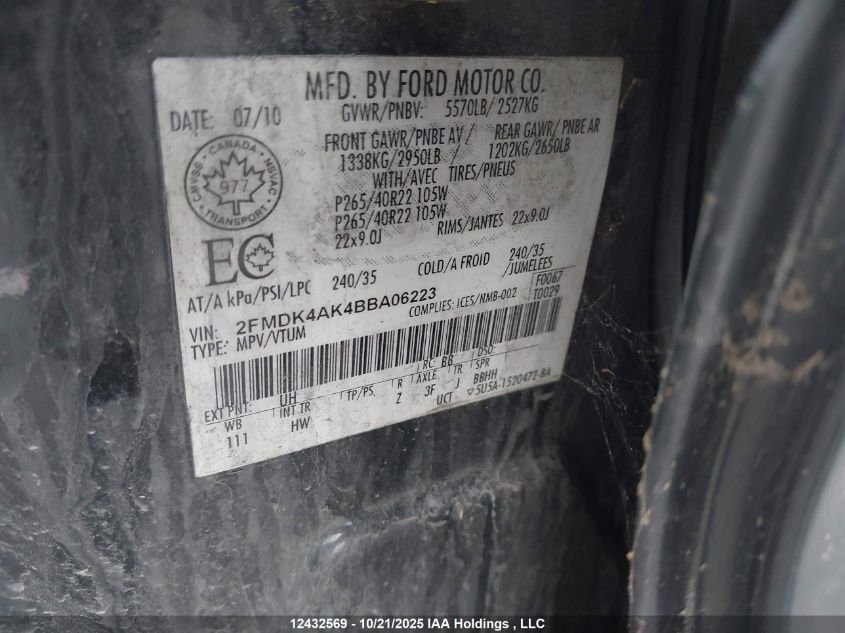 MFD. BY FORD MOTOR CO.
DATE: 07/10
GVWR/PNBV: 5570LB/ 2527KG
FRONT GAWR/PNBE AV / REAR GAWR/ PNBE AR
1338KG/2950LB / 1202KG/2650LB
WITH/AVEC TIRES/PNEUS
P265/40R22 105W
P265/40R22 105W
22x9.0J RIMS/JANTES 22x9.0J
CANADA
CMVSS NSVAC
977
TRANSPORT
EC
AT/A kPa/PSI/LPC 240/35 COLD/A FROID 240/35 /JUMELEES
VIN: 2FMDK4AK4BBA06223 COMPLIES: ICES/NMB-002
F0067
T0029
TYPE: MPV/VTUM
EXT PNT: UH RC: BB DSO:
WB INT TR TP/PS R AXLE TR SPR
111 HW Z 3F J BBHH
UCT ▽5U5A-1520472-BA
12432569 - 10/21/2025 IAA Holdings , LLC